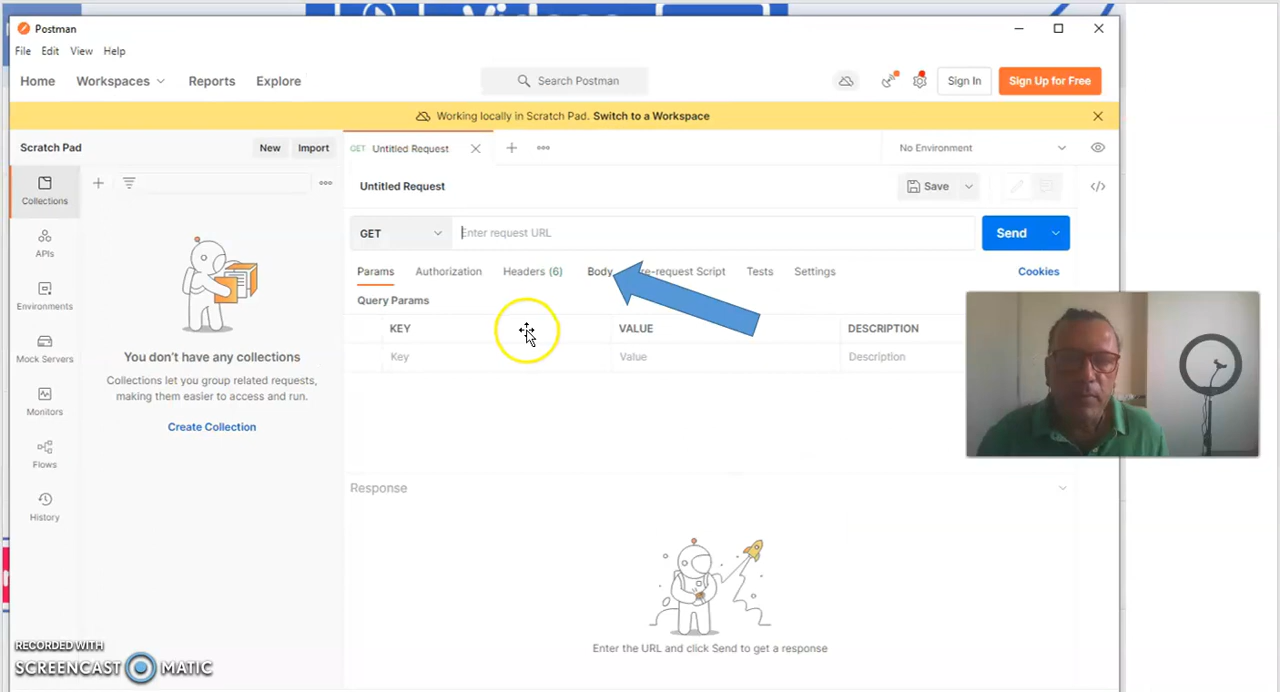 Videos
Postman
File Edit View Help
Home Workspaces Reports Explore Search Postman Sign In Sign Up for Free
Working locally in Scratch Pad. Switch to a Workspace
Scratch Pad New Import GET Untitled Request No Environment
Untitled Request Save
Collections
GET Enter request URL Send
APIs
Params Authorization Headers (6) Body re-request Script Tests Settings Cookies
Query Params
Environments
KEY VALUE DESCRIPTION
Key Value Description
Mock Servers
You don't have any collections
Collections let you group related requests,
making them easier to access and run.
Monitors
Create Collection
Flows
Response
History
Enter the URL and click Send to get a response
RECORDED WITH
SCREENCAST MATIC